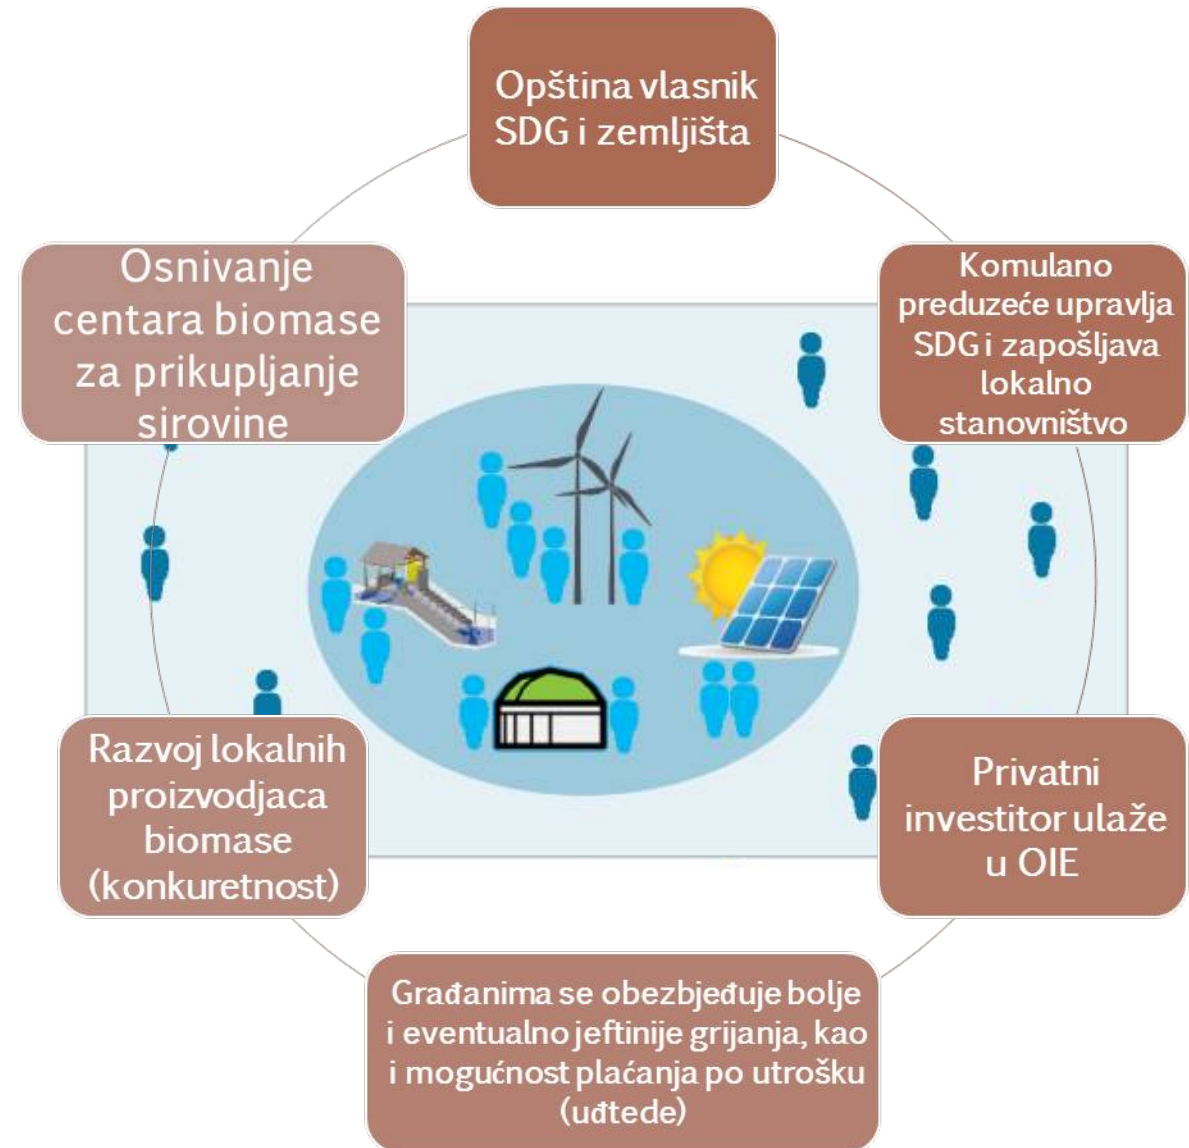 Opština vlasnik
SDG i zemljišta
Komulano
preduzeće upravlja
SDG i zapošljava
lokalno
stanovništvo
Privatni
investitor ulaže
u OIE
Građanima se obezbjeđuje bolje
i eventualno jeftinije grijanja, kao
i mogućnost plaćanja po utrošku
(uđtede)
Razvoj lokalnih
proizvodjaca
biomase
(konkuretnost)
Osnivanje
centara biomase
za prikupljanje
sirovine